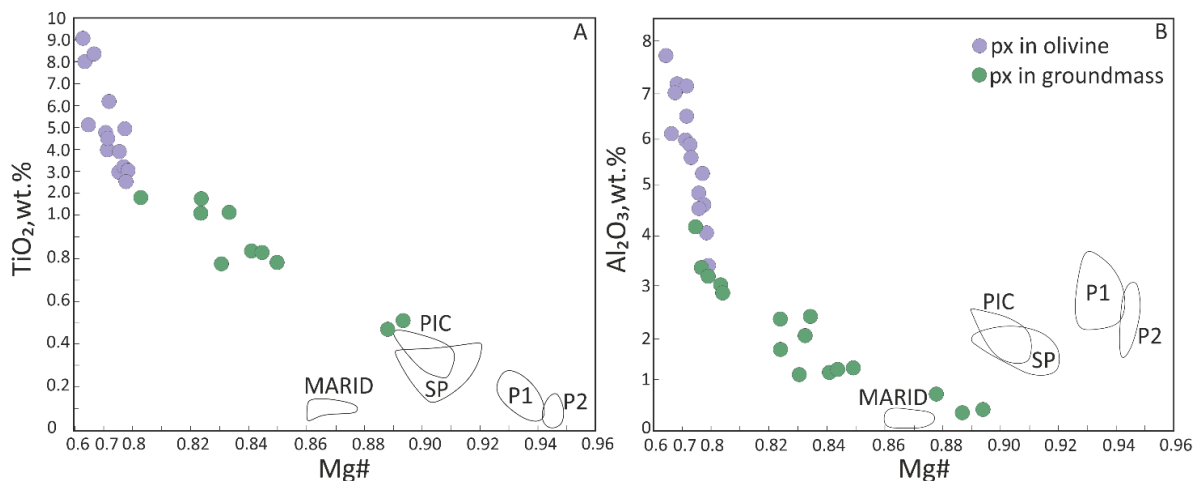 A
TiO₂,wt.%
10
9.0
8.0
7.0
6.0
5.0
4.0
3.0
2.0
1.0
0.8
0.6
0.4
0.2
0
PIC
SP
MARID
P1
P2
0.6 0.7 0.8 0.82 0.84 0.86 0.88 0.90 0.92 0.94 0.96
Mg#
B
px in olivine
px in groundmass
Al₂O₃,wt.%
8
7
6
5
4
3
2
1
0
PIC
P1
SP
P2
MARID
0.6 0.7 0.8 0.82 0.84 0.86 0.88 0.90 0.92 0.94 0.96
Mg#